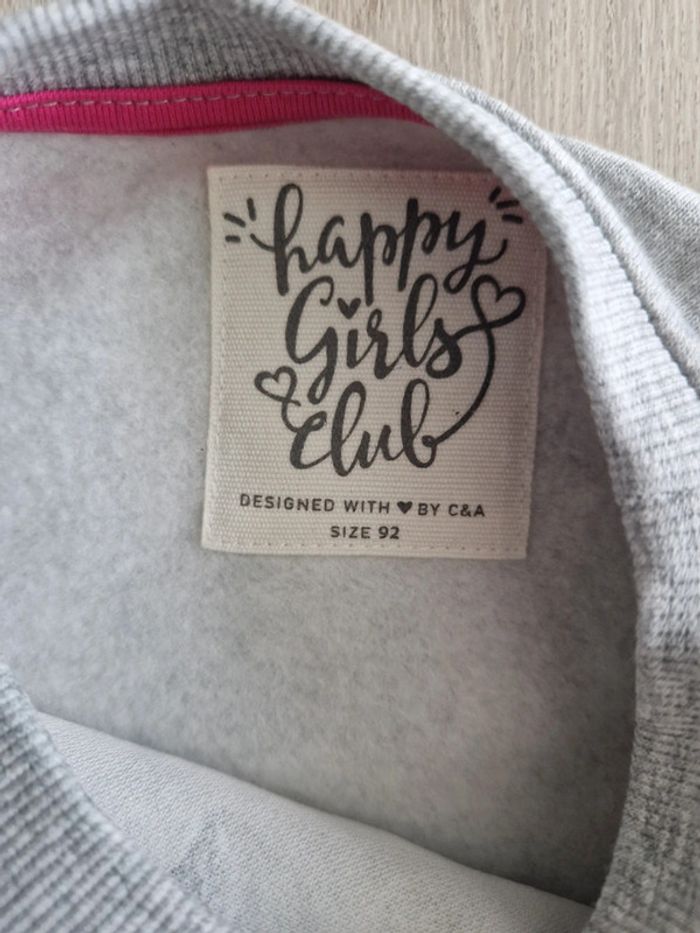 happy
Girls
Club
DESIGNED WITH ♥ BY C&A
SIZE 92